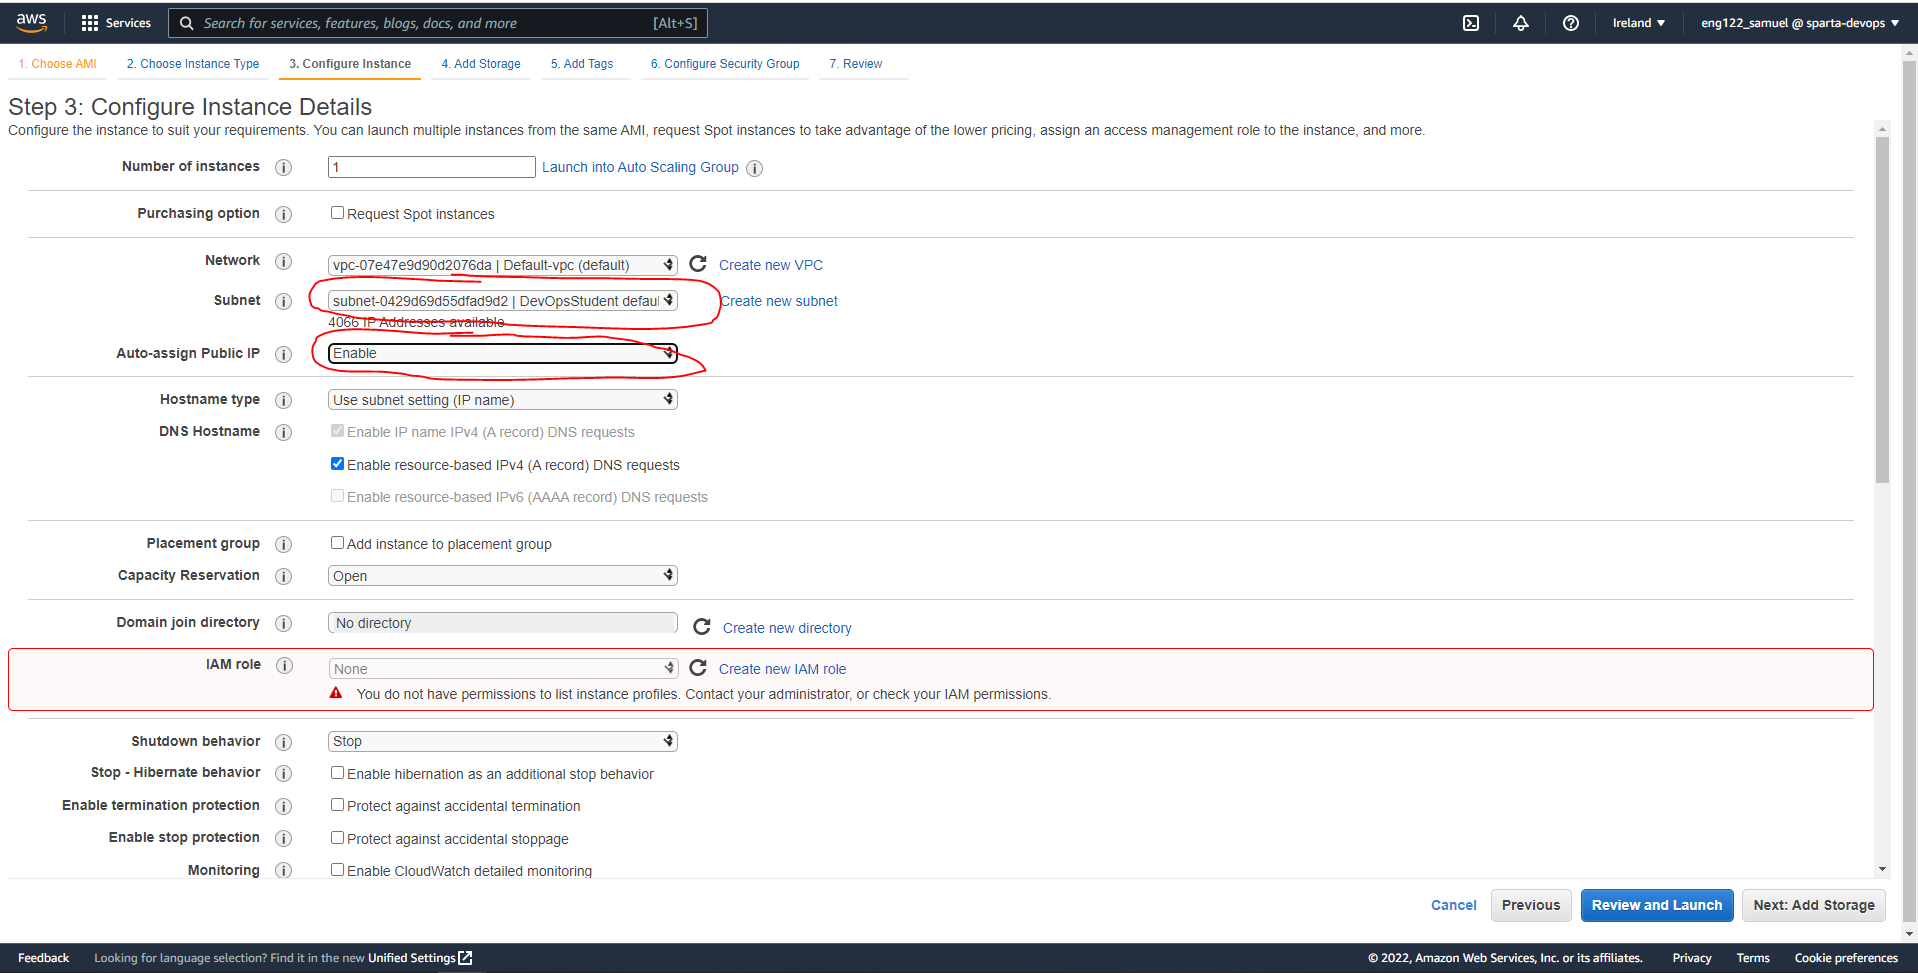 aws Services Search for services, features, blogs, docs, and more [Alt+S] Ireland ▼ eng122_samuel @ sparta-devops ▼
1. Choose AMI 2. Choose Instance Type 3. Configure Instance 4. Add Storage 5. Add Tags 6. Configure Security Group 7. Review
Step 3: Configure Instance Details
Configure the instance to suit your requirements. You can launch multiple instances from the same AMI, request Spot instances to take advantage of the lower pricing, assign an access management role to the instance, and more.
Number of instances 1 Launch into Auto Scaling Group
Purchasing option Request Spot instances
Network vpc-07e47e9d90d2076da | Default-vpc (default) Create new VPC
Subnet subnet-0429d69d55dfad9d2 | DevOpsStudent defau Create new subnet
4066 IP Addresses available
Auto-assign Public IP Enable
Hostname type Use subnet setting (IP name)
DNS Hostname Enable IP name IPv4 (A record) DNS requests
Enable resource-based IPv4 (A record) DNS requests
Enable resource-based IPv6 (AAAA record) DNS requests
Placement group Add instance to placement group
Capacity Reservation Open
Domain join directory No directory Create new directory
IAM role None Create new IAM role
You do not have permissions to list instance profiles. Contact your administrator, or check your IAM permissions.
Shutdown behavior Stop
Stop - Hibernate behavior Enable hibernation as an additional stop behavior
Enable termination protection Protect against accidental termination
Enable stop protection Protect against accidental stoppage
Monitoring Enable CloudWatch detailed monitoring
Cancel Previous Review and Launch Next: Add Storage
Feedback Looking for language selection? Find it in the new Unified Settings © 2022, Amazon Web Services, Inc. or its affiliates. Privacy Terms Cookie preferences